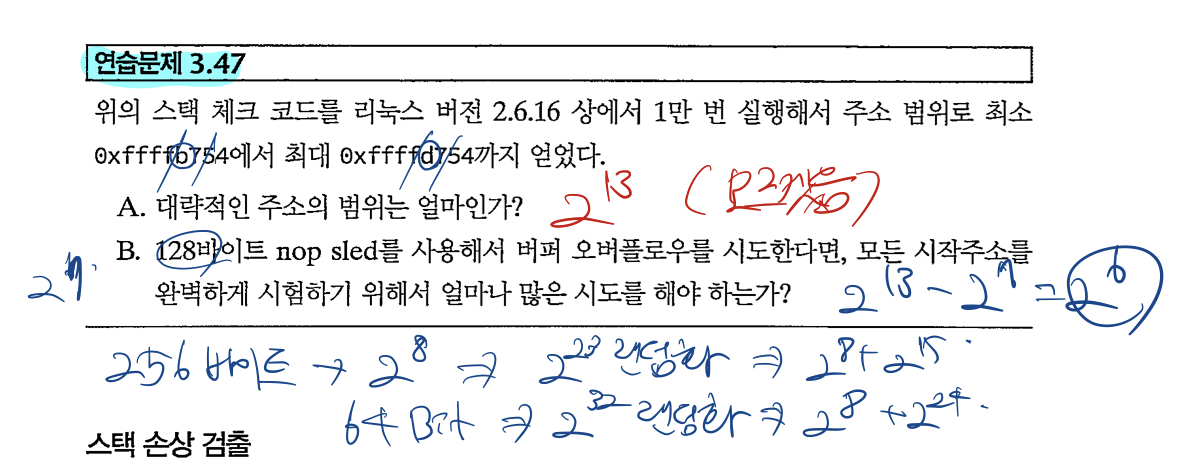 연습문제 3.47
위의 스택 체크 코드를 리눅스 버전 2.6.16 상에서 1만 번 실행해서 주소 범위로 최소
0xffffb754에서 최대 0xffffd754까지 얻었다.
A. 대략적인 주소의 범위는 얼마인가? 2^13
B. 128바이트 nop sled를 사용해서 버퍼 오버플로우를 시도한다면, 모든 시작주소를
2^7.
완벽하게 시험하기 위해서 얼마나 많은 시도를 해야 하는가? 2^13 - 2^7 = 2^6
256 바이트 → 2^8 ⇒ 2^23 랜덤화 ⇒ 2^8 + 2^15.
64 Bit ⇒ 2^32 랜덤화 ⇒ 2^8 + 2^24.
스택 손상 검출